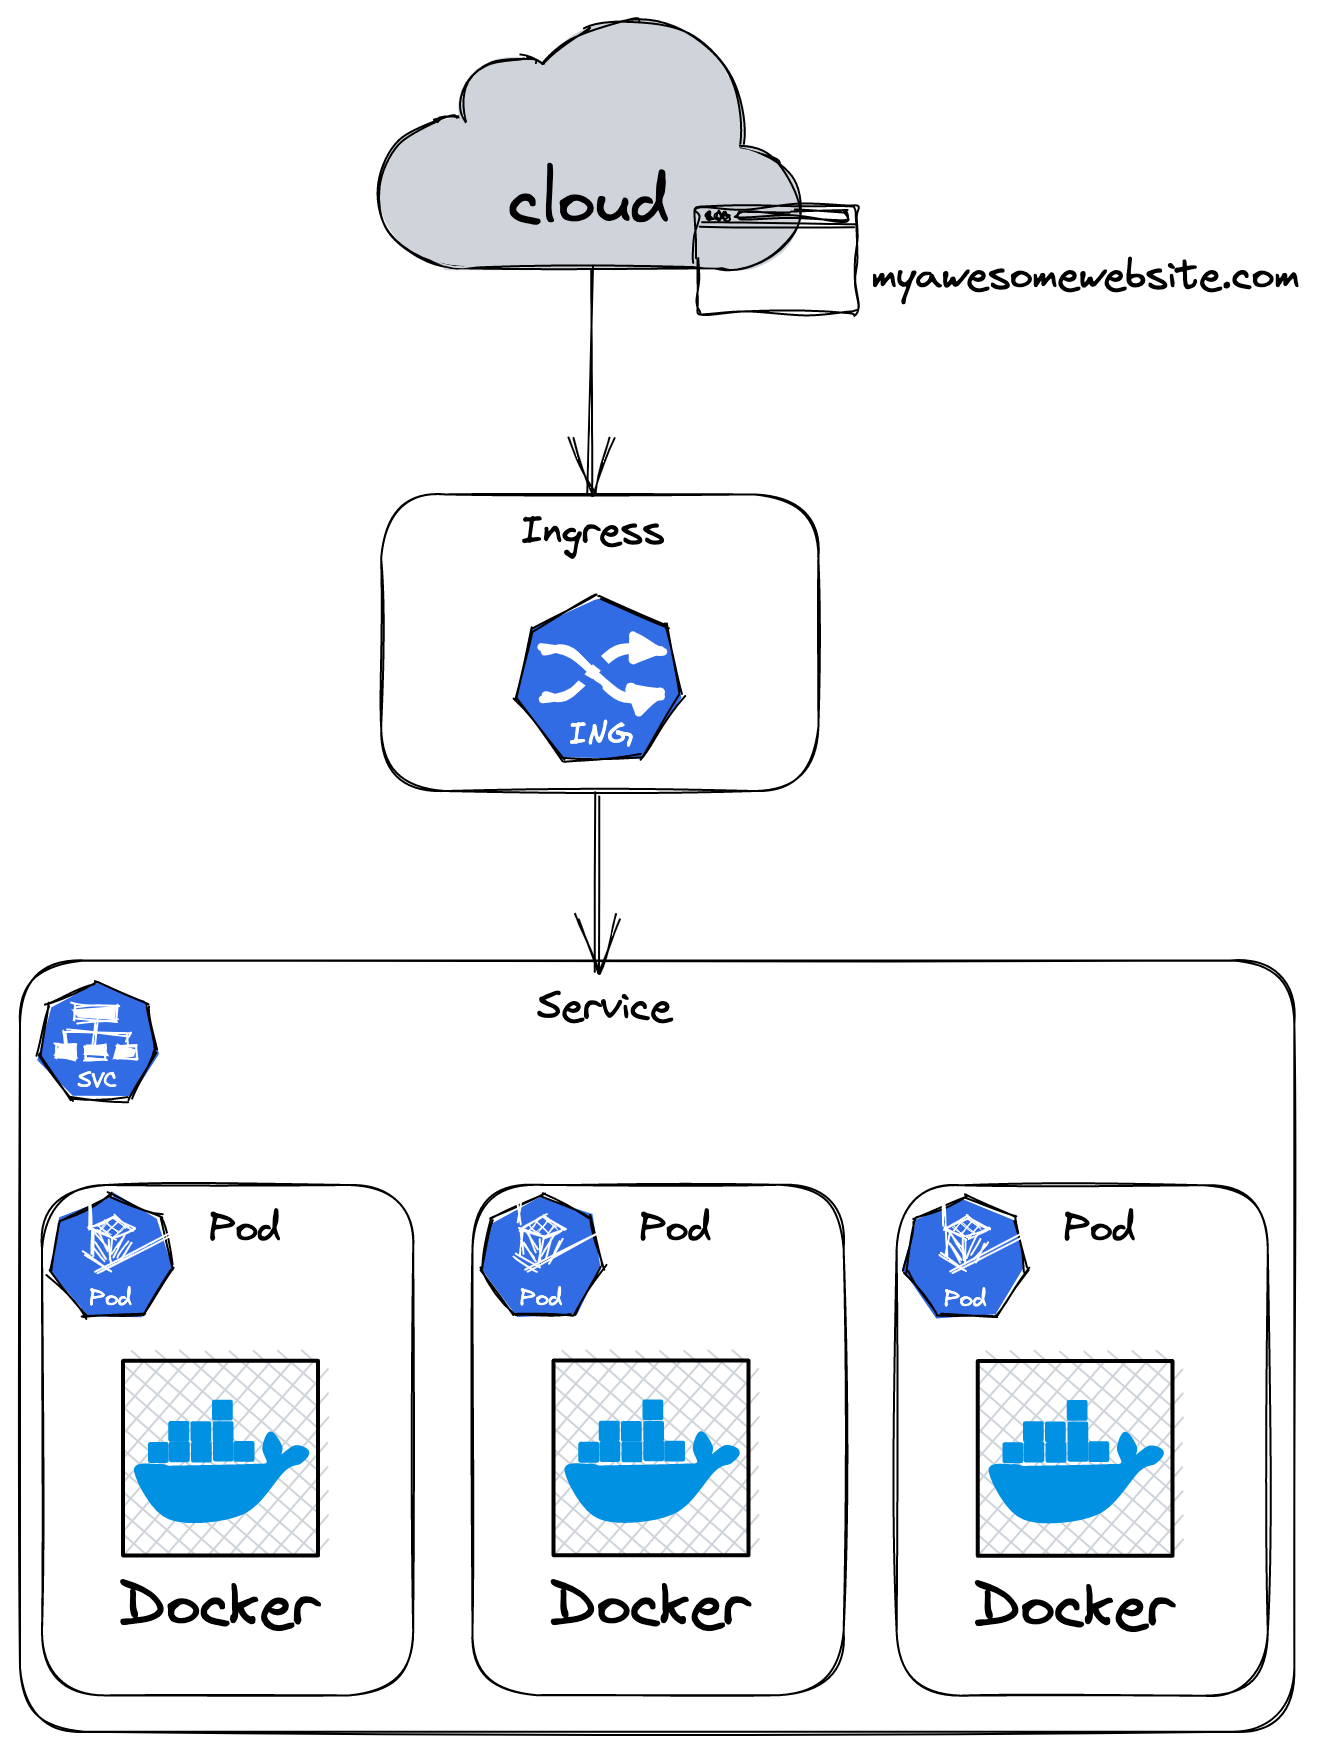 cloud
myawesomewebsite.com
Ingress
ING
Service
SVC
Pod
Pod
Pod
Pod
Pod
Pod
Docker
Docker
Docker